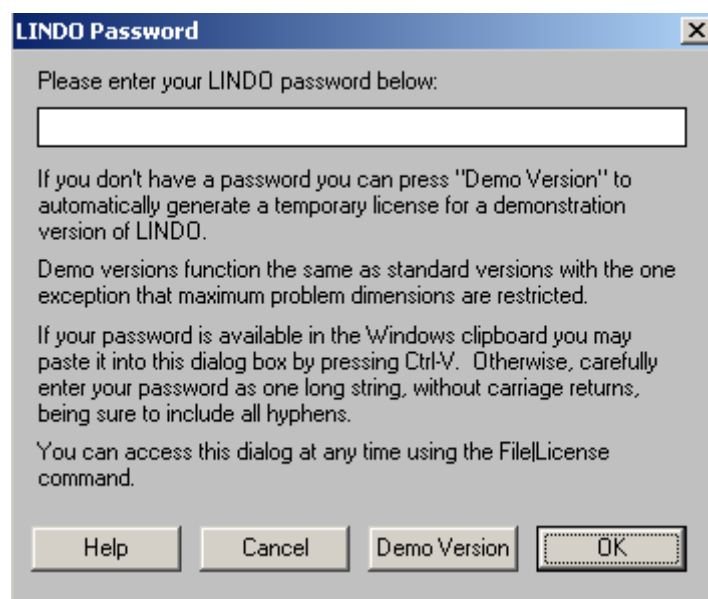 LINDO Password
Please enter your LINDO password below:
If you don't have a password you can press "Demo Version" to
automatically generate a temporary license for a demonstration
version of LINDO.
Demo versions function the same as standard versions with the one
exception that maximum problem dimensions are restricted.
If your password is available in the Windows clipboard you may
paste it into this dialog box by pressing Ctrl-V.  Otherwise, carefully
enter your password as one long string, without carriage returns,
being sure to include all hyphens.
You can access this dialog at any time using the File|License
command.
Help
Cancel
Demo Version
OK